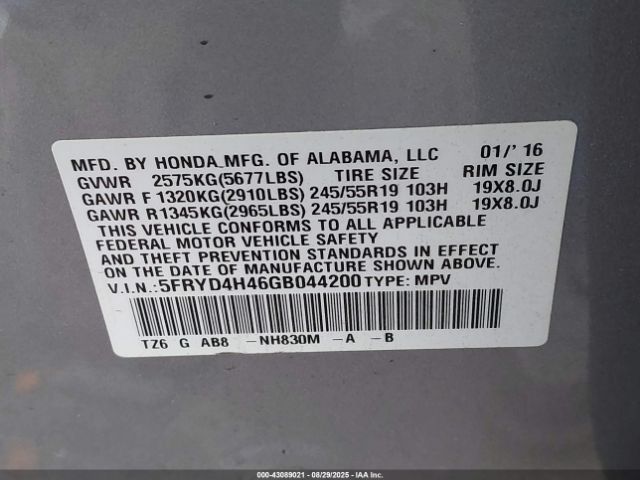 MFD. BY HONDA MFG. OF ALABAMA, LLC 01/'16
GVWR 2575KG(5677LBS) TIRE SIZE RIM SIZE
GAWR F 1320KG(2910LBS) 245/55R19 103H 19X8.0J
GAWR R 1345KG(2965LBS) 245/55R19 103H 19X8.0J
THIS VEHICLE CONFORMS TO ALL APPLICABLE
FEDERAL MOTOR VEHICLE SAFETY
AND THEFT PREVENTION STANDARDS IN EFFECT
ON THE DATE OF MANUFACTURE SHOWN ABOVE.
V.I.N.:5FRYD4H46GB044200 TYPE: MPV
TZ6 G AB8 -NH830M -A -B
000-43089021 - 08/29/2025 - IAA Inc.